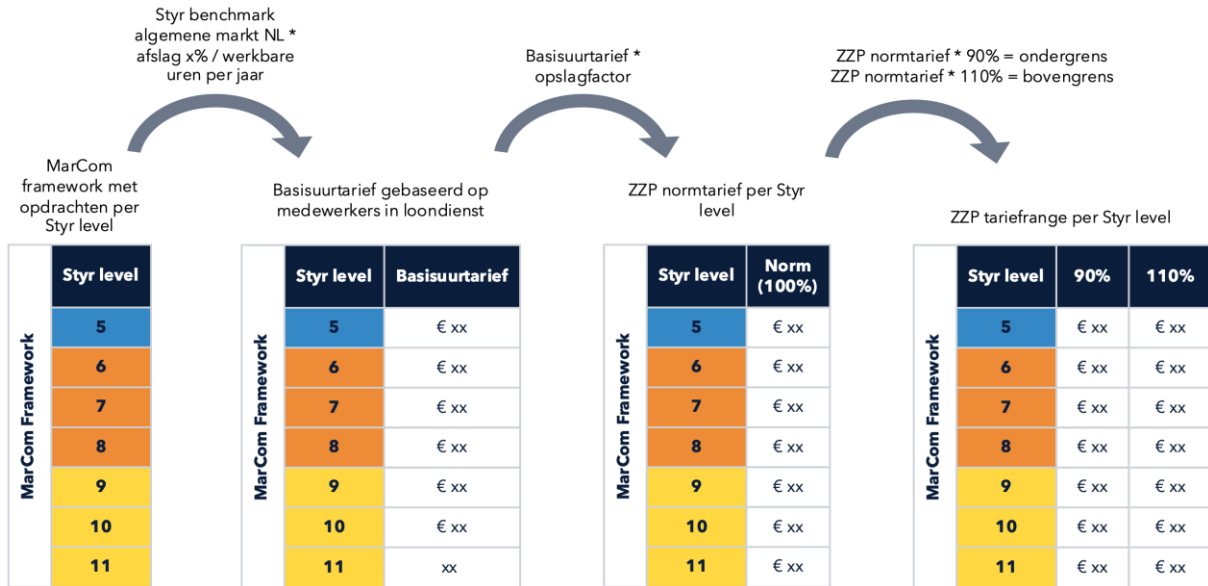 Styr benchmark
algemene markt NL *
afslag x% / werkbare
uren per jaar
Basisuurtarief *
opslagfactor
ZZP normtarief * 90% = ondergrens
ZZP normtarief * 110% = bovengrens
MarCom
framework met
opdrachten per
Styr level
Basisuurtarief gebaseerd op
medewerkers in loondienst
ZZP normtarief per Styr
level
ZZP tariefrange per Styr level
MarCom Framework
Styr level
5
6
7
8
9
10
11
MarCom Framework
Styr level Basisuurtarief
5 € xx
6 € xx
7 € xx
8 € xx
9 € xx
10 € xx
11 xx
MarCom Framework
Styr level Norm
(100%)
5 € xx
6 € xx
7 € xx
8 € xx
9 € xx
10 € xx
11 € xx
MarCom Framework
Styr level 90% 110%
5 € xx € xx
6 € xx € xx
7 € xx € xx
8 € xx € xx
9 € xx € xx
10 € xx € xx
11 € xx € xx